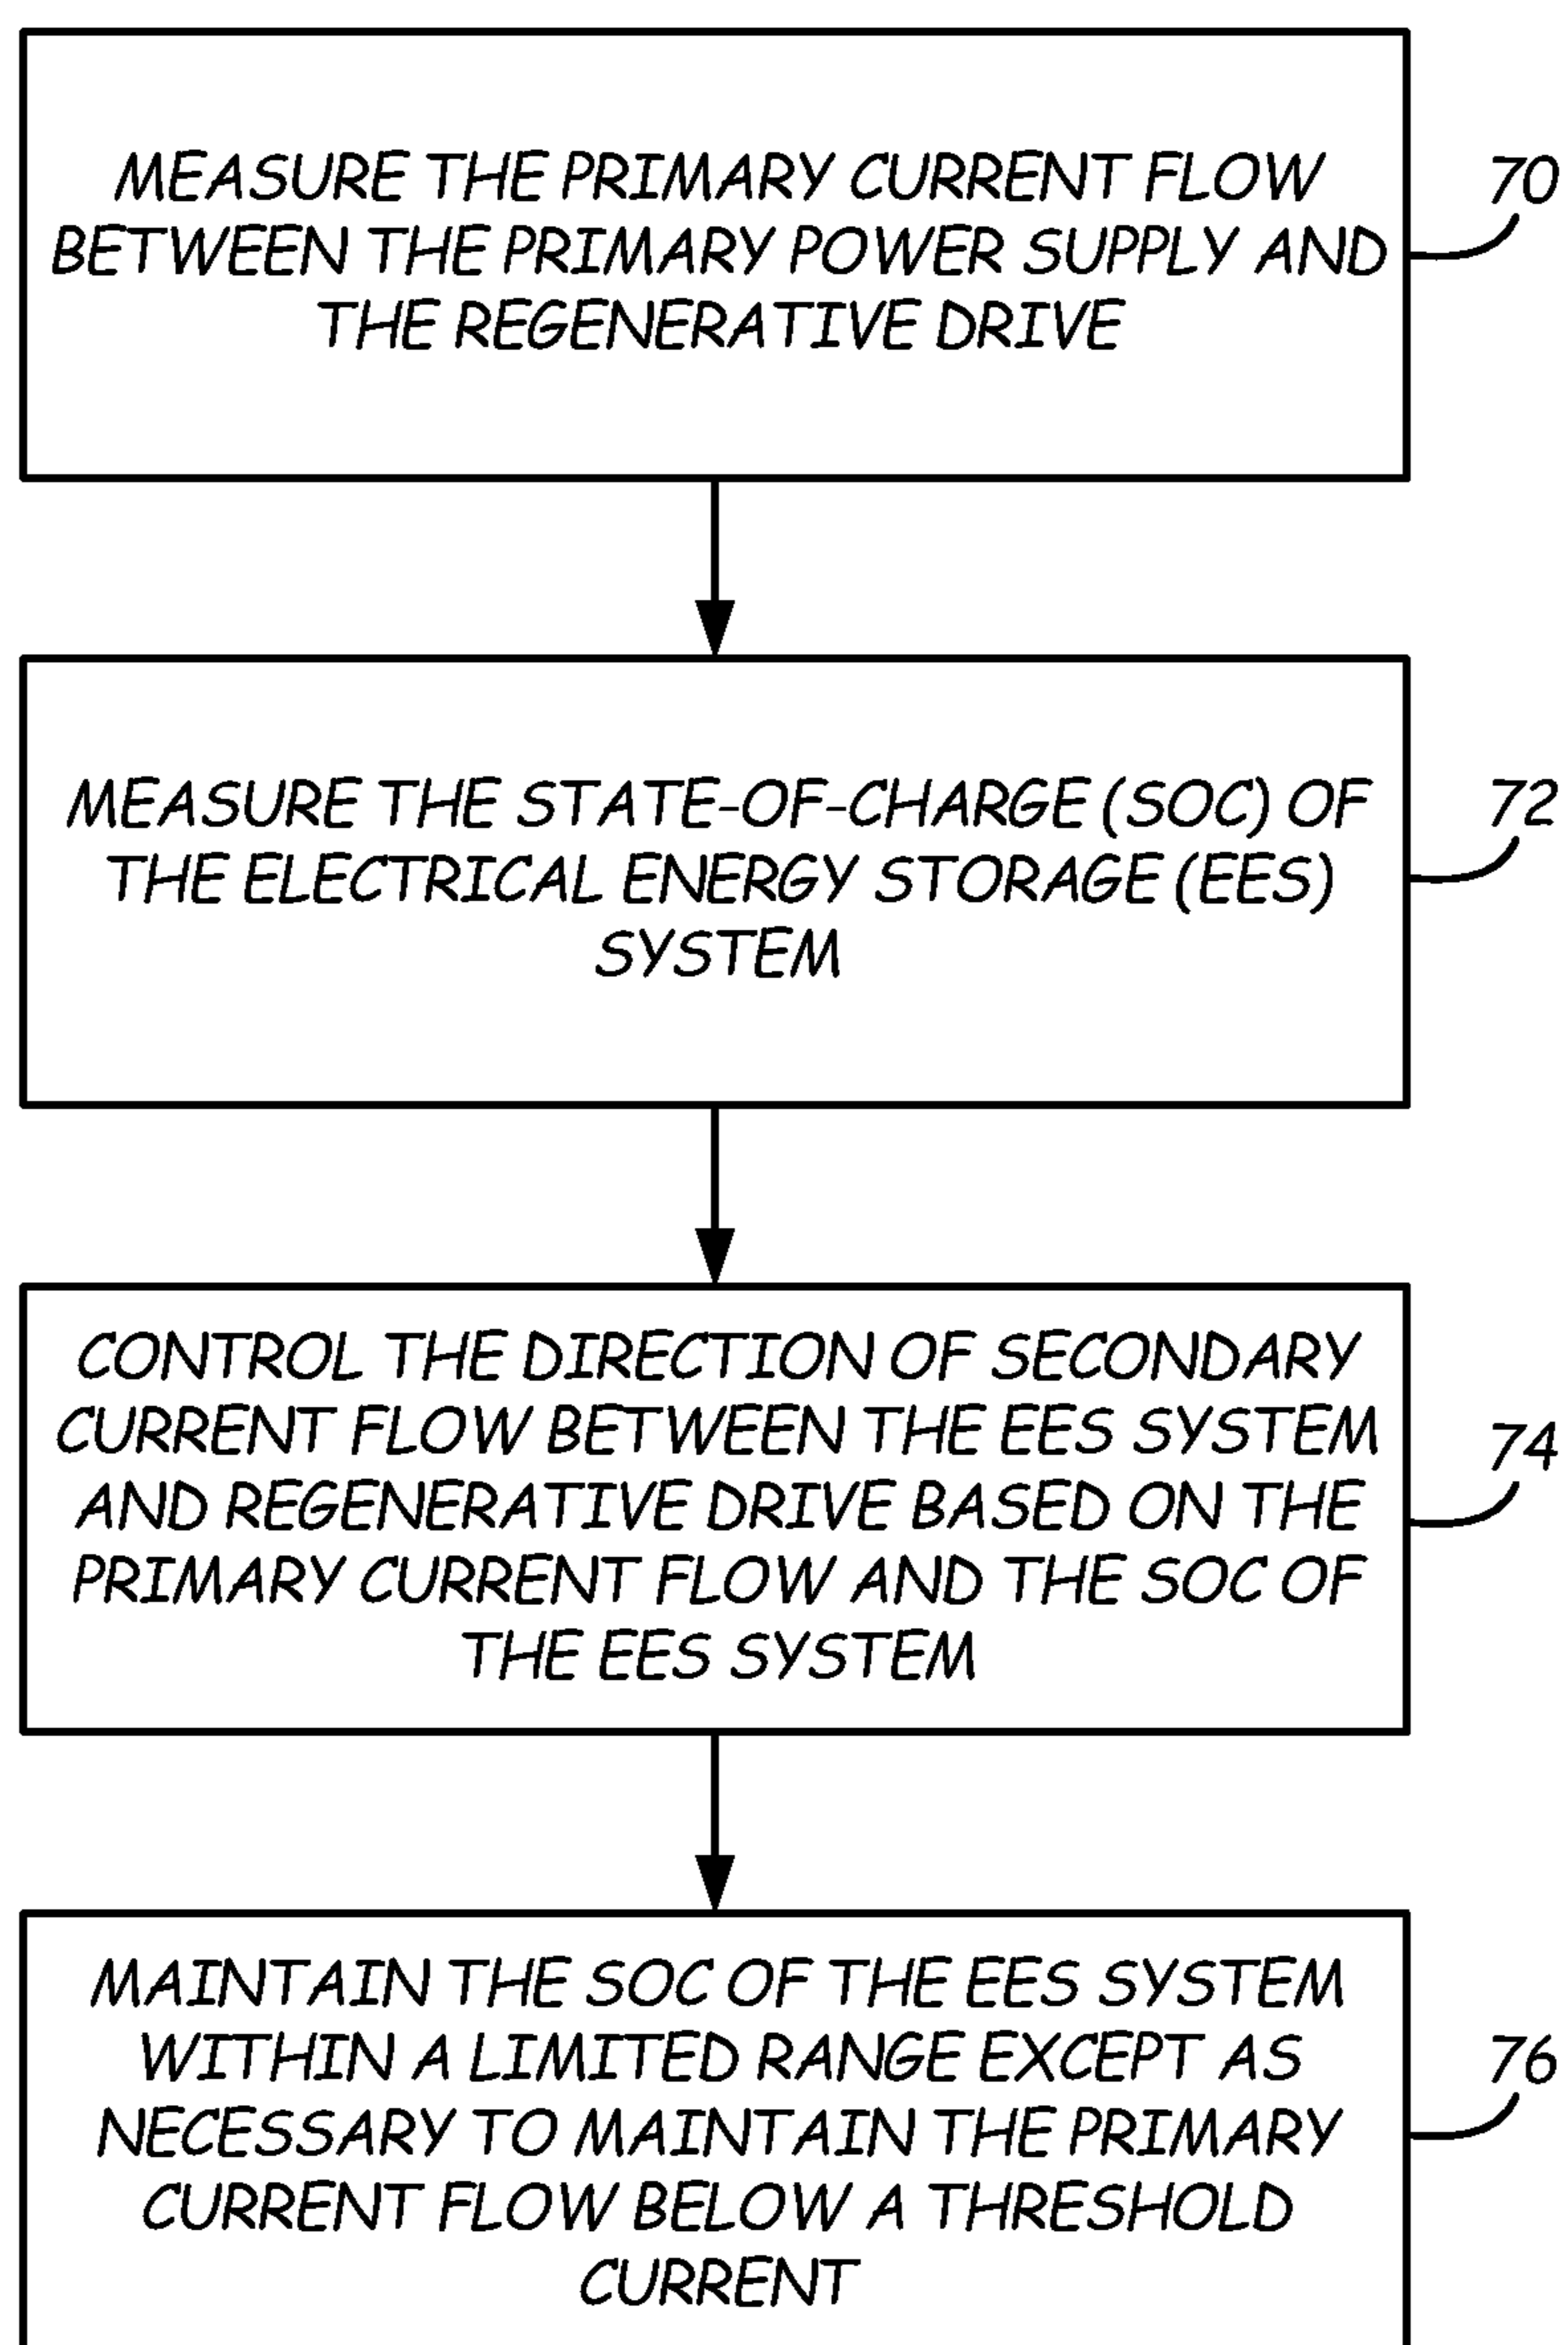 MEASURE THE PRIMARY CURRENT FLOW
BETWEEN THE PRIMARY POWER SUPPLY AND
THE REGENERATIVE DRIVE
70
MEASURE THE STATE-OF-CHARGE (SOC) OF
THE ELECTRICAL ENERGY STORAGE (EES)
SYSTEM
72
CONTROL THE DIRECTION OF SECONDARY
CURRENT FLOW BETWEEN THE EES SYSTEM
AND REGENERATIVE DRIVE BASED ON THE
PRIMARY CURRENT FLOW AND THE SOC OF
THE EES SYSTEM
74
MAINTAIN THE SOC OF THE EES SYSTEM
WITHIN A LIMITED RANGE EXCEPT AS
NECESSARY TO MAINTAIN THE PRIMARY
CURRENT FLOW BELOW A THRESHOLD
CURRENT
76